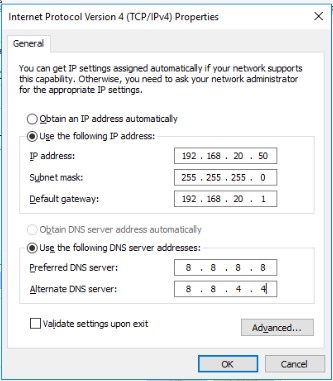 Internet Protocol Version 4 (TCP/IPv4) Properties
General
You can get IP settings assigned automatically if your network supports
this capability. Otherwise, you need to ask your network administrator
for the appropriate IP settings.
Obtain an IP address automatically
Use the following IP address:
IP address: 192 . 168 . 20 . 50
Subnet mask: 255 . 255 . 255 . 0
Default gateway: 192 . 168 . 20 . 1
Obtain DNS server address automatically
Use the following DNS server addresses:
Preferred DNS server: 8 . 8 . 8 . 8
Alternate DNS server: 8 . 8 . 4 . 4
Validate settings upon exit
Advanced...
OK Cancel